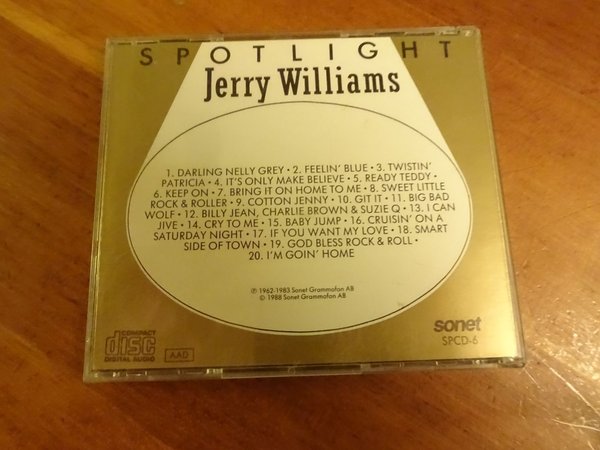 SPOTLIGHT
Jerry Williams
1. DARLING NELLY GREY • 2. FEELIN' BLUE • 3. TWISTIN'
PATRICIA • 4. IT'S ONLY MAKE BELIEVE • 5. READY TEDDY •
6. KEEP ON • 7. BRING IT ON HOME TO ME • 8. SWEET LITTLE
ROCK & ROLLER • 9. COTTON JENNY • 10. GIT IT • 11. BIG BAD
WOLF • 12. BILLY JEAN, CHARLIE BROWN & SUZIE Q • 13. I CAN
JIVE • 14. CRY TO ME • 15. BABY JUMP • 16. CRUISIN' ON A
SATURDAY NIGHT • 17. IF YOU WANT MY LOVE • 18. SMART
SIDE OF TOWN • 19. GOD BLESS ROCK & ROLL •
20. I'M GOIN' HOME
℗ 1962-1983 Sonet Grammofon AB
© 1988 Sonet Grammofon AB
COMPACT
disc
DIGITAL AUDIO
AAD
sonet
SPCD-6